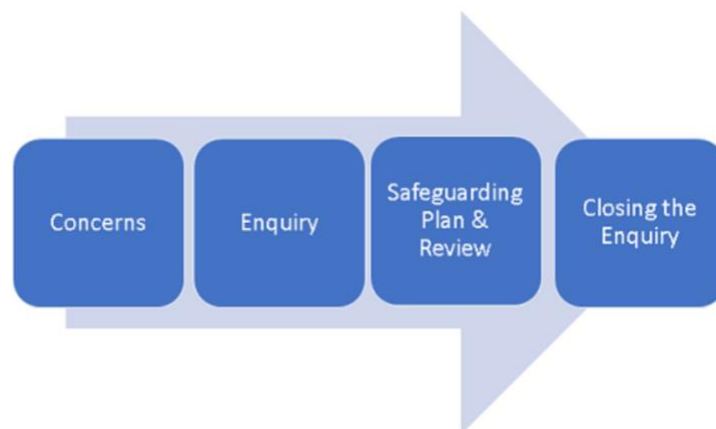 Concerns
Enquiry
Safeguarding
Plan &
Review
Closing the
Enquiry